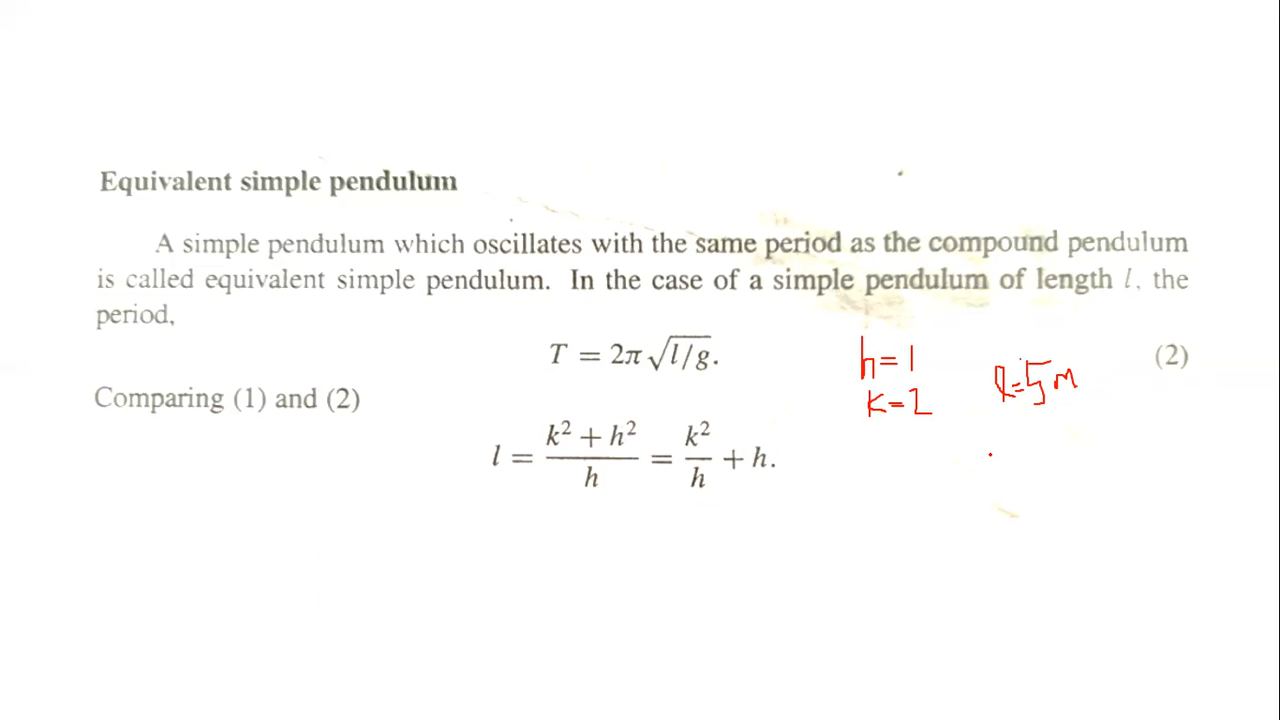 Equivalent simple pendulum
A simple pendulum which oscillates with the same period as the compound pendulum
is called equivalent simple pendulum. In the case of a simple pendulum of length l, the
period,
T = 2π √(l/g). (2)
h=1
k=2
l=5 m
Comparing (1) and (2)
l = (k² + h²)/h = k²/h + h.